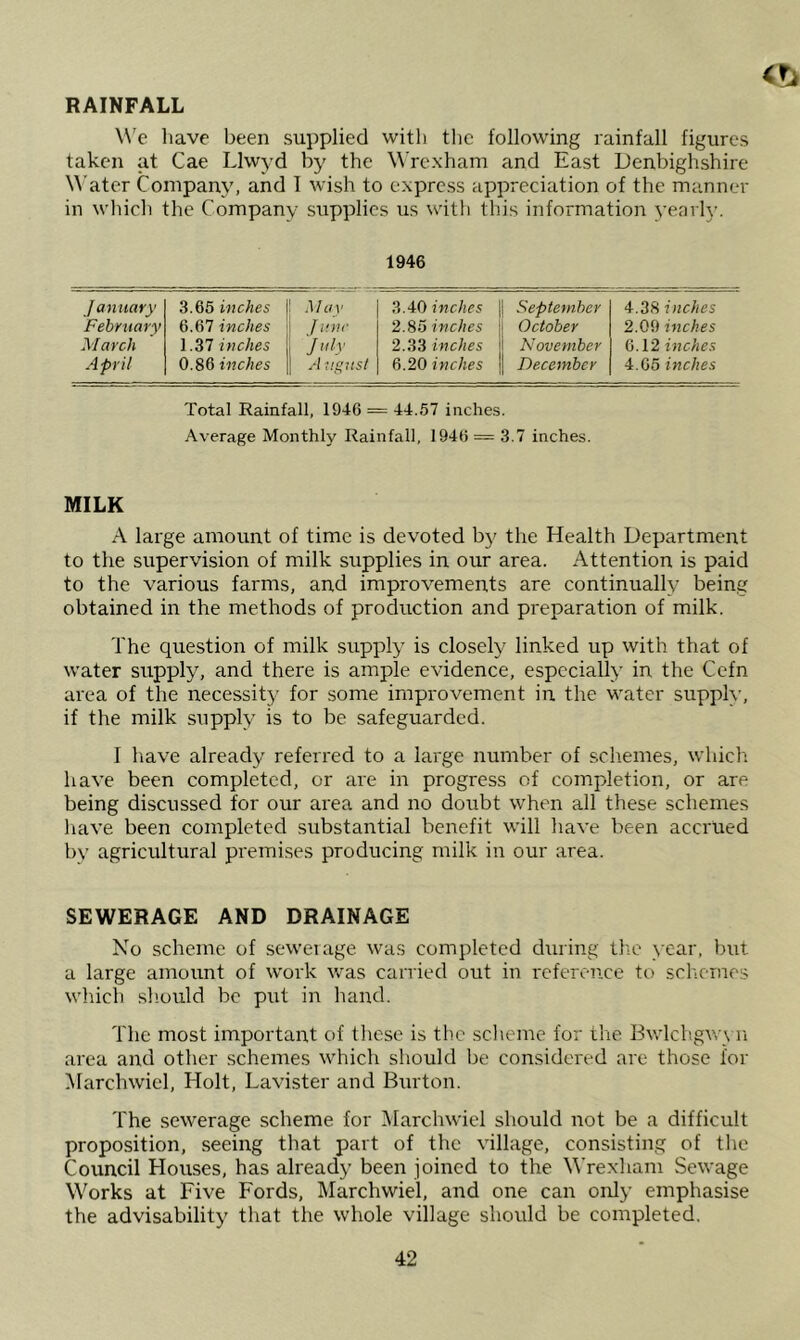 RAINFALL
We have been supplied with the following rainfall figures
taken at Cae Llwyd by the Wrexham and East Denbighshire
Water Company, and I wish to express appreciation of the manner
in which the Company supplies us with this information yearly.
1946
January 3.65 inches May 3.40 inches September 4.38 inches
February 6.67 inches June 2.85 inches October 2.09 inches
March 1.37 inches July 2.33 inches November 6.12 inches
April 0.86 inches August 6.20 inches December 4.65 inches
Total Rainfall, 1946 = 44.57 inches.
Average Monthly Rainfall, 1946 = 3.7 inches.
MILK
A large amount of time is devoted by the Health Department
to the supervision of milk supplies in our area. Attention is paid
to the various farms, and improvements are continually being
obtained in the methods of production and preparation of milk.
The question of milk supply is closely linked up with that of
water supply, and there is ample evidence, especially in the Cefn
area of the necessity for some improvement in the water supply,
if the milk supply is to be safeguarded.
I have already referred to a large number of schemes, which
have been completed, or are in progress of completion, or are
being discussed for our area and no doubt when all these schemes
have been completed substantial benefit will have been accrued
by agricultural premises producing milk in our area.
SEWERAGE AND DRAINAGE
No scheme of sewerage was completed during the year, but
a large amount of work was carried out in reference to schemes
which should be put in hand.
The most important of these is the scheme for the Bwlchgwyn
area and other schemes which should be considered are those for
Marchwiel, Holt, Lavister and Burton.
The sewerage scheme for Marchwiel should not be a difficult
proposition, seeing that part of the village, consisting of the
Council Houses, has already been joined to the Wrexham Sewage
Works at Five Fords, Marchwiel, and one can only emphasise
the advisability that the whole village should be completed.
42